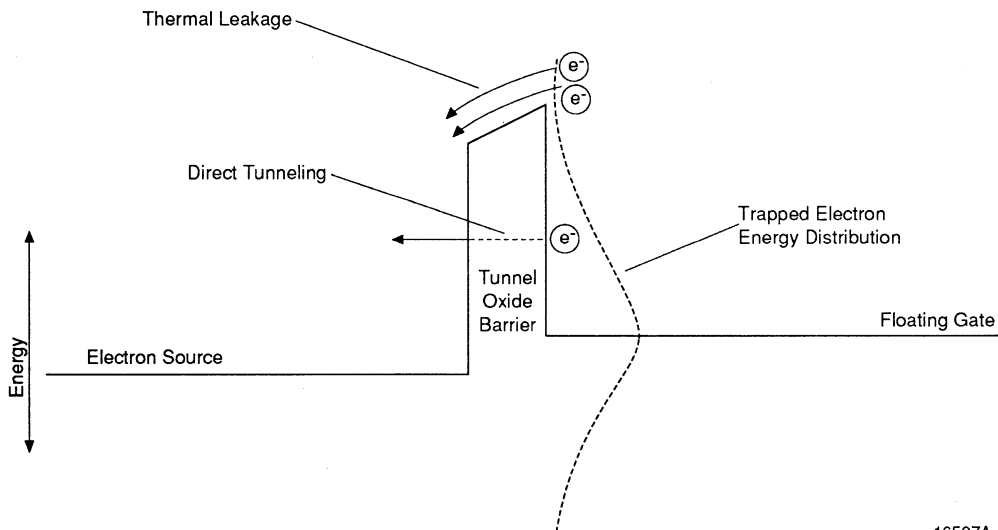 Thermal Leakage
e-
e-
Direct Tunneling
e-
Trapped Electron
Energy Distribution
Tunnel
Oxide
Barrier
Floating Gate
Electron Source
Energy